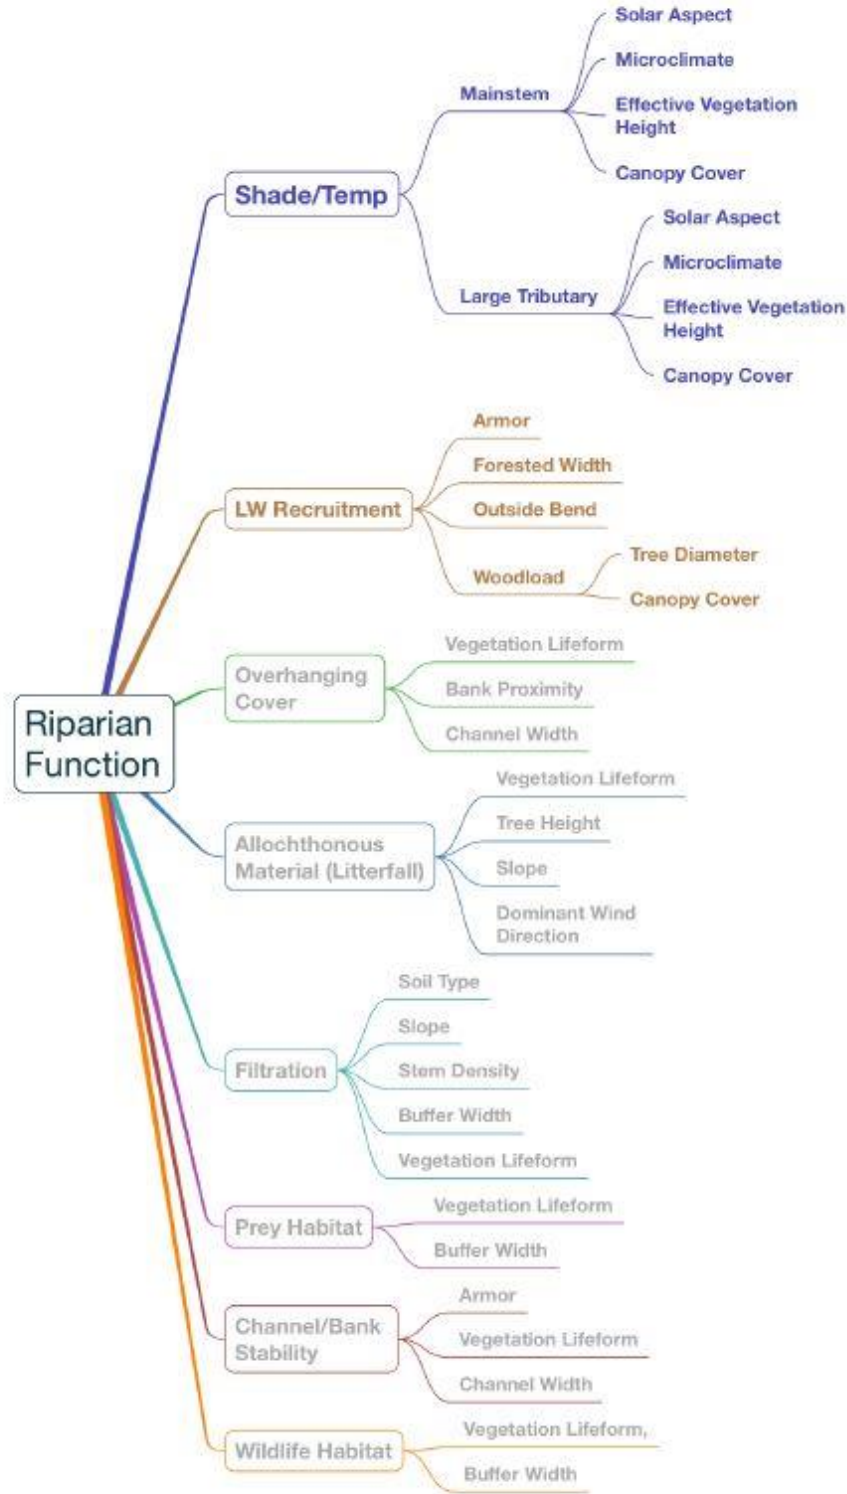 Solar Aspect
Microclimate
Mainstem
Effective Vegetation
Height
Canopy Cover
Shade/Temp
Solar Aspect
Microclimate
Large Tributary
Effective Vegetation
Height
Canopy Cover
Armor
Forested Width
LW Recruitment
Outside Bend
Woodload
Tree Diameter
Canopy Cover
Vegetation Lifeform
Overhanging
Cover
Bank Proximity
Channel Width
Riparian
Function
Vegetation Lifeform
Tree Height
Allochthonous
Material (Litterfall)
Slope
Dominant Wind
Direction
Soil Type
Slope
Filtration
Stem Density
Buffer Width
Vegetation Lifeform
Prey Habitat
Vegetation Lifeform
Buffer Width
Armor
Channel/Bank
Stability
Vegetation Lifeform
Channel Width
Wildlife Habitat
Vegetation Lifeform,
Buffer Width